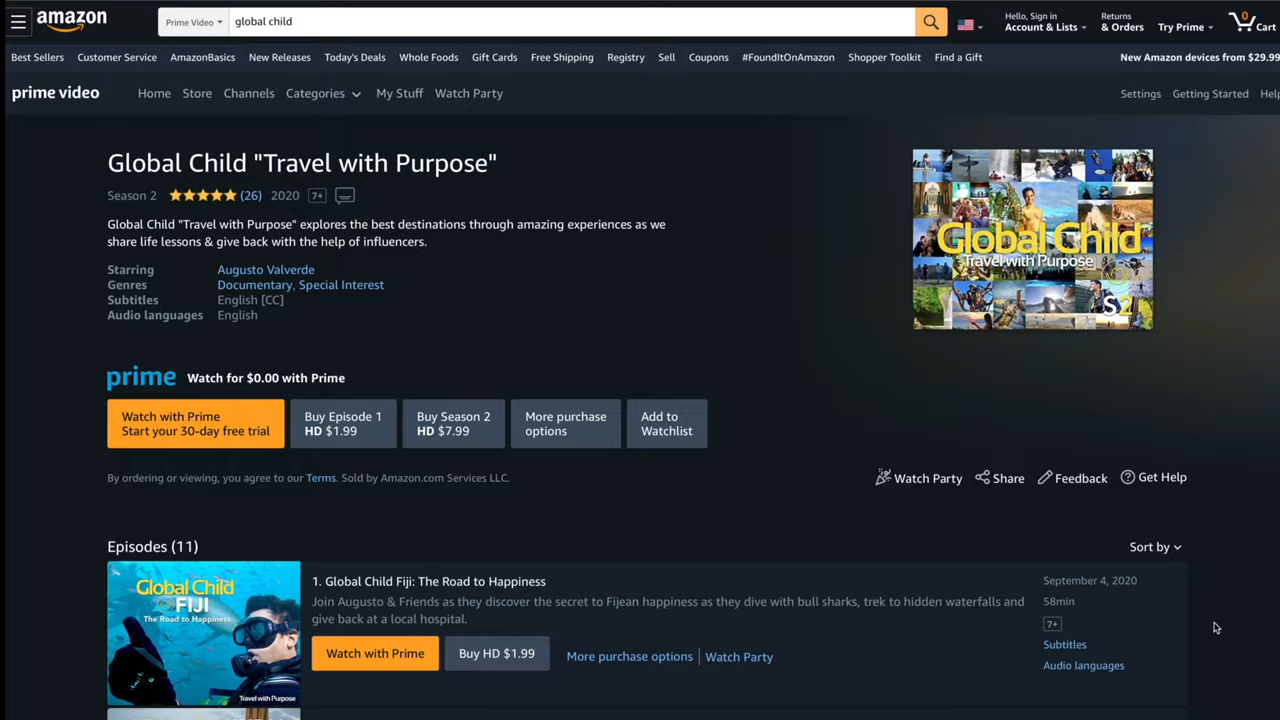 amazon
Prime Video
global child
Hello, Sign in
Account & Lists
Returns
& Orders
Try Prime
0
Cart
Best Sellers Customer Service AmazonBasics New Releases Today's Deals Whole Foods Gift Cards Free Shipping Registry Sell Coupons #FoundItOnAmazon Shopper Toolkit Find a Gift New Amazon devices from $29.99
prime video Home Store Channels Categories My Stuff Watch Party Settings Getting Started Help
Global Child "Travel with Purpose"
Season 2 (26) 2020 7+
Global Child "Travel with Purpose" explores the best destinations through amazing experiences as we
share life lessons & give back with the help of influencers.
Starring Augusto Valverde
Genres Documentary, Special Interest
Subtitles English [CC]
Audio languages English
Global Child
Travel with Purpose
S2
prime Watch for $0.00 with Prime
Watch with Prime
Start your 30-day free trial
Buy Episode 1
HD $1.99
Buy Season 2
HD $7.99
More purchase
options
Add to
Watchlist
By ordering or viewing, you agree to our Terms. Sold by Amazon.com Services LLC.
Watch Party Share Feedback Get Help
Episodes (11) Sort by
Global Child
FIJI
The Road to Happiness
Travel with Purpose
1. Global Child Fiji: The Road to Happiness
Join Augusto & Friends as they discover the secret to Fijean happiness as they dive with bull sharks, trek to hidden waterfalls and
give back at a local hospital.
Watch with Prime Buy HD $1.99 More purchase options Watch Party
September 4, 2020
58min
7+
Subtitles
Audio languages